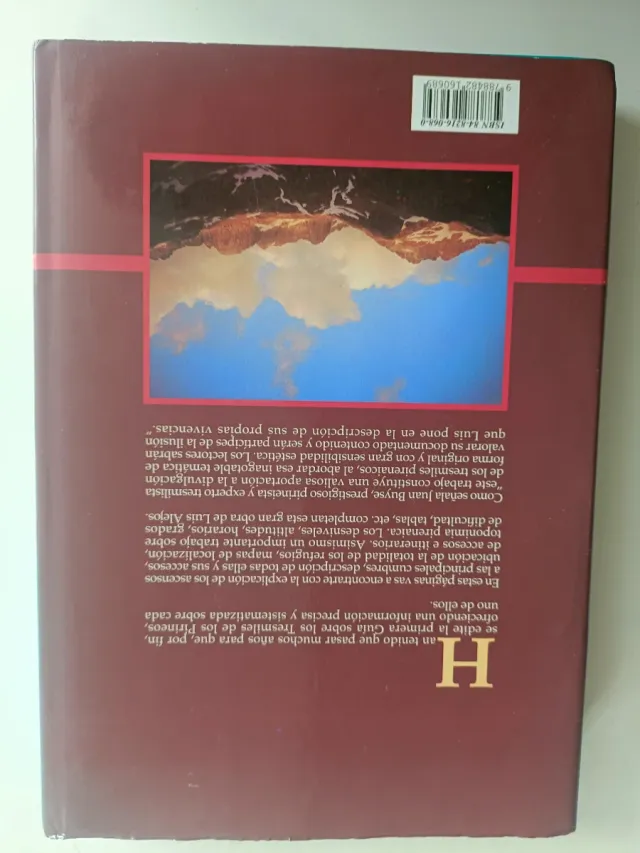 Han tenido que pasar muchos años para que, por fin,
se edite la primera Guía sobre los Tresmiles de los Pirineos,
ofreciendo una información precisa y sistematizada sobre cada
uno de ellos.
En estas páginas vas a encontrarte con la explicación de los ascensos
a las principales cumbres, descripción de todas ellas y sus accesos,
ubicación de la totalidad de los refugios, mapas de localización,
de accesos e itinerarios. Asimismo un importante trabajo sobre
toponimia pirenaica. Los desniveles, altitudes, horarios, grados
de dificultad, tablas, etc. completan esta gran obra de Luis Alejos.
Como señala Juan Buyse, prestigioso pirineista y experto tresmilista
"este trabajo constituye una valiosa aportación a la divulgación
de los tresmiles pirenaicos, al abordar esa inagotable temática de
forma original y con gran sensibilidad estética. Los lectores sabrán
valorar su documentado contenido y serán partícipes de la ilusión
que Luis pone en la descripción de sus propias vivencias."
ISBN 84-8216-068-0
9 788482 160689